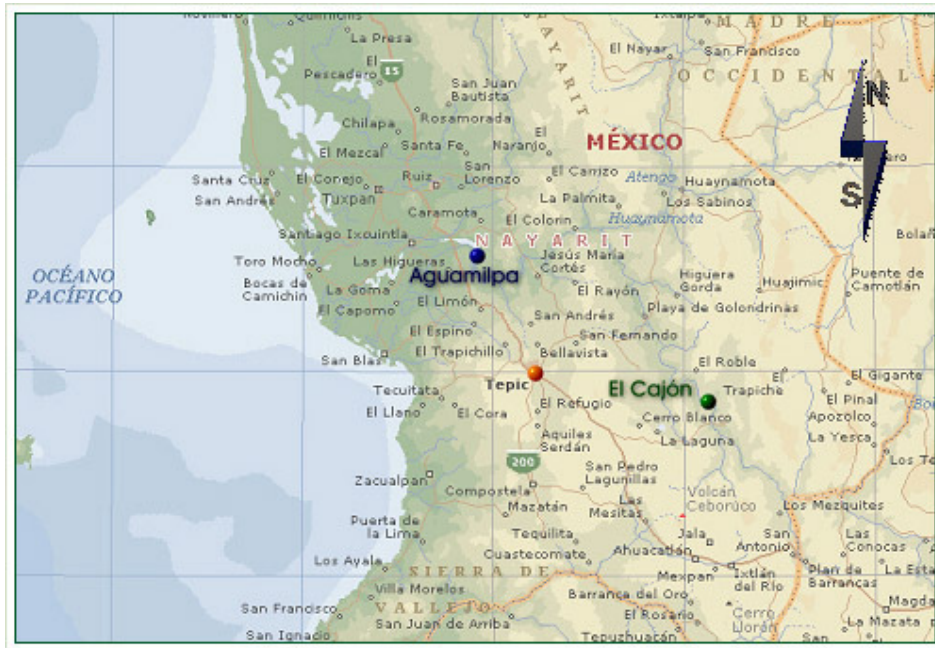 La Presa
El Nayar
San Francisco
MADRE
OCCIDENTAL
NAYARIT
El
Pescadero
15
San Juan
Bautista
N
Rosamorada
Chilapa
El Mezcal
Santa Fe
El
Naranjo
MÉXICO
Santa Cruz
El Conejo
Ruiz
San
Lorenzo
El Carrizo
Atengo
Huaynamota
San Andrés
Tuxpan
La Palmita
Los Sabinos
S
Caramota
El Colorin
Huaynamota
Santiago Ixcuintla
NAYARIT
Toro Mocho
Las Higueras
Jesús Maria
Cortés
OCÉANO
PACÍFICO
Aguamilpa
Bocas de
Camichin
La Goma
El Rayón
Higuera
Gorda
Huajimic
Puente de
Camotlán
El Capomo
El Limón
San Andrés
Playa de Golondrinas
El Espino
San Fernando
San Blas
El Trapichillo
Bellavista
El Roble
Tepic
El Cajón
El
Trapiche
El Gigante
Tecuitata
El Pinal
El Llano
El Cora
El Refugio
Cerro Blanco
Apozolco
Aquiles
Serdán
La Laguna
La Yesca
200
Zacualpan
San Pedro
Lagunillas
Compostela
Volcán
Ceboruco
Mazatán
Las
Mesitas
Los Mezquites
Puerta de
la Lima
Tequilita
Jala
San
Antonio
Las
Conocas
Los Ayala
Cuastecomate
Ahuacatlán
SIERRA DE
VALLEJO
Mexpan
Ixtlán
del Río
Plan de
Barrancas
Villa Morelos
Barranca del Oro
San Francisco
San Juan de Arriba
El Rosario
Cerro
La Mazata
San Ignacio
Tepuzhuacán
San